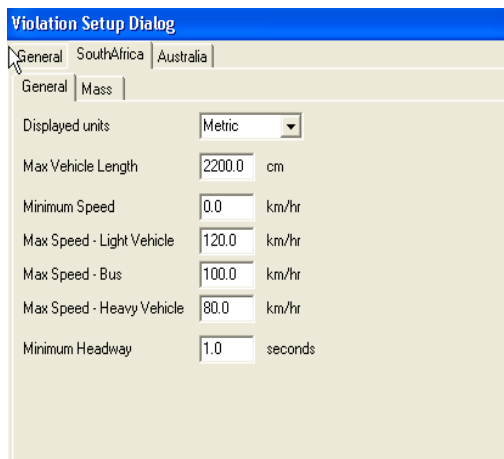 Violation Setup Dialog
General SouthAfrica Australia
General Mass
Displayed units Metric
Max Vehicle Length 2200.0 cm
Minimum Speed 0.0 km/hr
Max Speed - Light Vehicle 120.0 km/hr
Max Speed - Bus 100.0 km/hr
Max Speed - Heavy Vehicle 80.0 km/hr
Minimum Headway 1.0 seconds